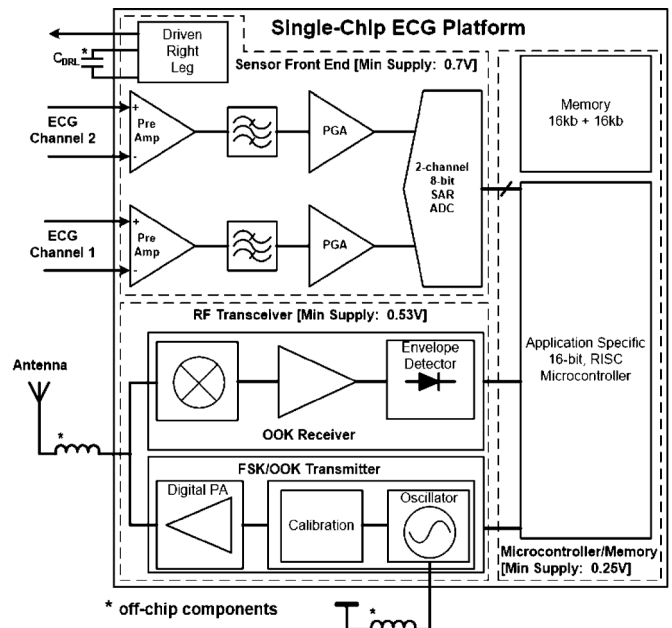 Single-Chip ECG Platform
Driven
Right
Leg
*
CDRL
Sensor Front End [Min Supply: 0.7V]
Memory
16kb + 16kb
ECG
Channel 2
+
-
Pre
Amp
PGA
2-channel
8-bit
SAR
ADC
ECG
Channel 1
+
-
Pre
Amp
PGA
RF Transceiver [Min Supply: 0.53V]
Application Specific
16-bit, RISC
Microcontroller
Antenna
*
Envelope
Detector
OOK Receiver
FSK/OOK Transmitter
Digital PA
Calibration
Oscillator
Microcontroller/Memory
[Min Supply: 0.25V]
* off-chip components
*